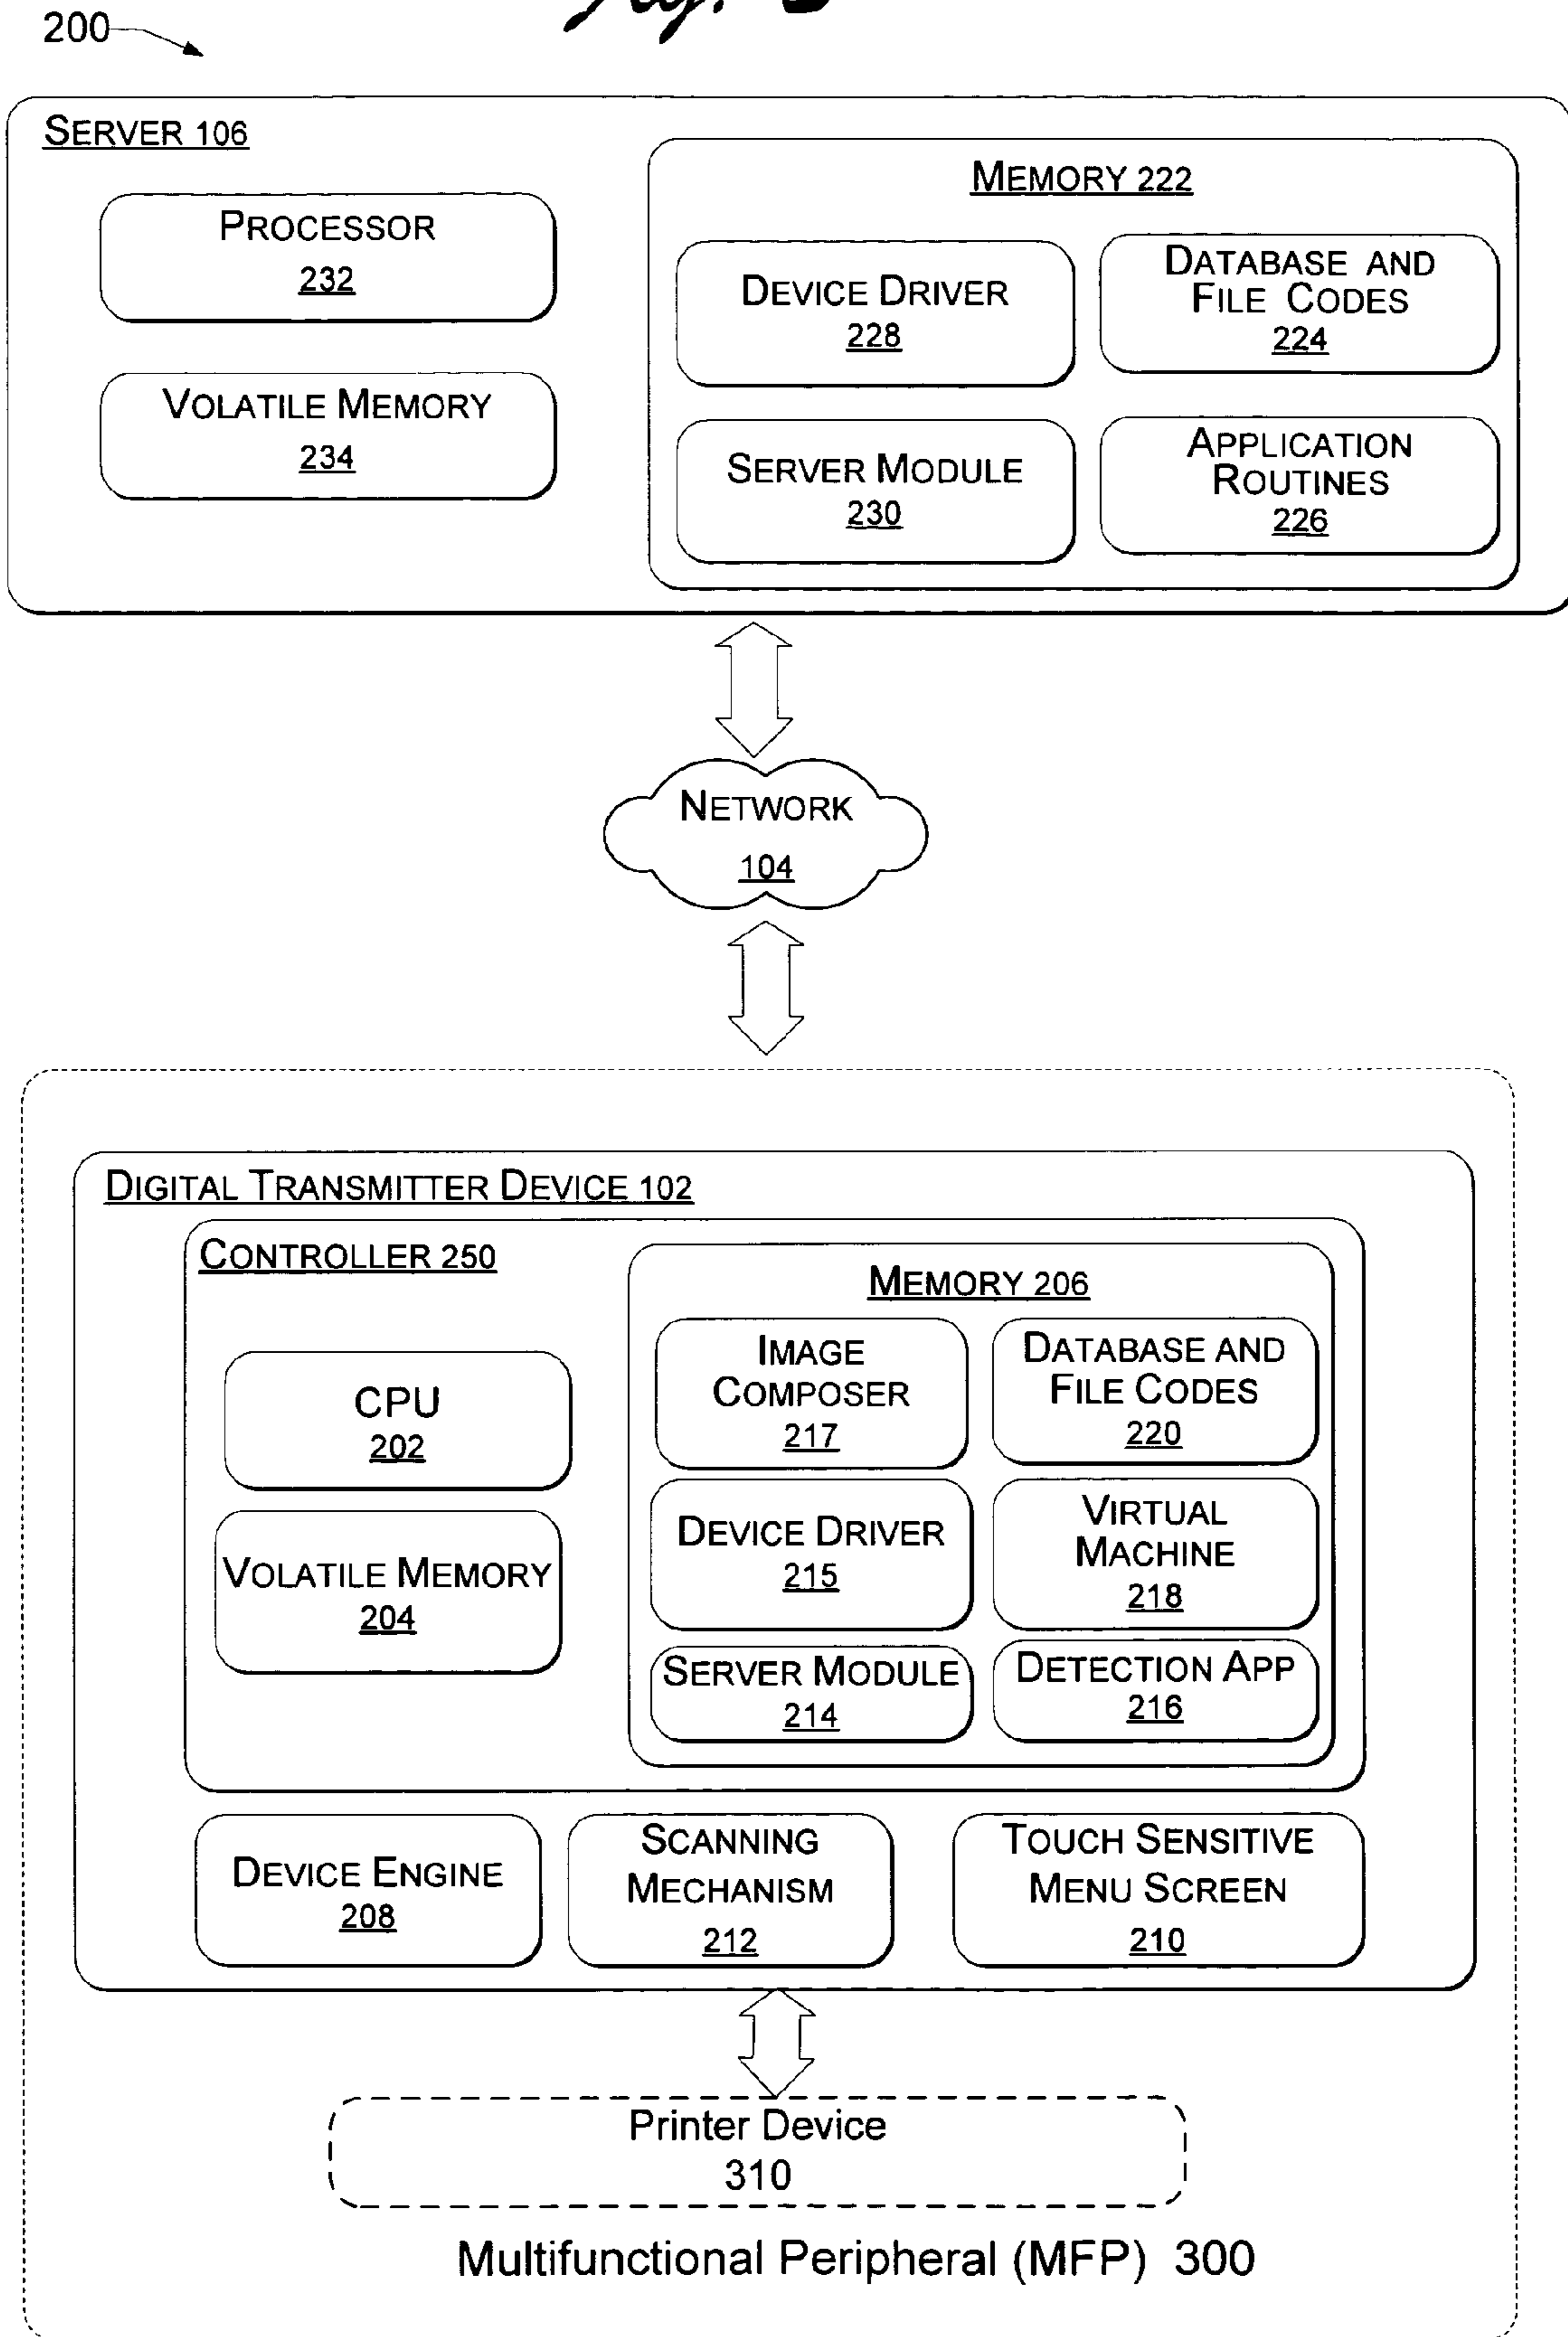 Fig.
200
SERVER 106
PROCESSOR
232
VOLATILE MEMORY
234
MEMORY 222
DEVICE DRIVER
228
DATABASE AND
FILE CODES
224
SERVER MODULE
230
APPLICATION
ROUTINES
226
NETWORK
104
DIGITAL TRANSMITTER DEVICE 102
CONTROLLER 250
CPU
202
VOLATILE MEMORY
204
MEMORY 206
IMAGE
COMPOSER
217
DATABASE AND
FILE CODES
220
DEVICE DRIVER
215
VIRTUAL
MACHINE
218
SERVER MODULE
214
DETECTION APP
216
DEVICE ENGINE
208
SCANNING
MECHANISM
212
TOUCH SENSITIVE
MENU SCREEN
210
Printer Device
310
Multifunctional Peripheral (MFP) 300